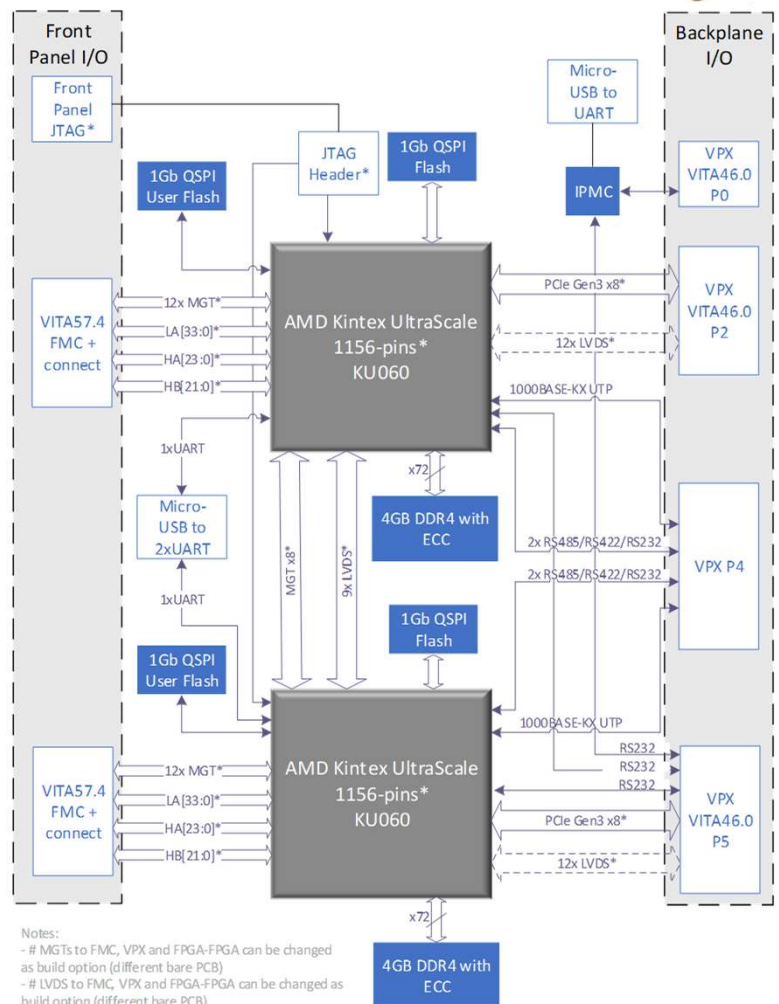 Front
Panel I/O
Backplane
I/O
Front
Panel
JTAG*
Micro-
USB to
UART
JTAG
Header*
1Gb QSPI
Flash
1Gb QSPI
User Flash
IPMC
VPX
VITA46.0
P0
VITA57.4
FMC +
connect
12x MGT*
LA[33:0]*
HA[23:0]*
HB[21:0]*
AMD Kintex UltraScale
1156-pins*
KU060
PCIe Gen3 x8*
12x LVDS*
VPX
VITA46.0
P2
1000BASE-KX UTP
1xUART
x72
4GB DDR4 with
ECC
Micro-
USB to
2xUART
MGT x8*
9x LVDS*
2x RS485/RS422/RS232
2x RS485/RS422/RS232
VPX P4
1xUART
1Gb QSPI
Flash
1Gb QSPI
User Flash
1000BASE-KX UTP
VITA57.4
FMC +
connect
12x MGT*
LA[33:0]*
HA[23:0]*
HB[21:0]*
AMD Kintex UltraScale
1156-pins*
KU060
RS232
RS232
RS232
PCIe Gen3 x8*
12x LVDS*
VPX
VITA46.0
P5
x72
4GB DDR4 with
ECC
Notes:
- # MGTs to FMC, VPX and FPGA-FPGA can be changed
as build option (different bare PCB)
- # LVDS to FMC, VPX and FPGA-FPGA can be changed as
build option (different bare PCB)